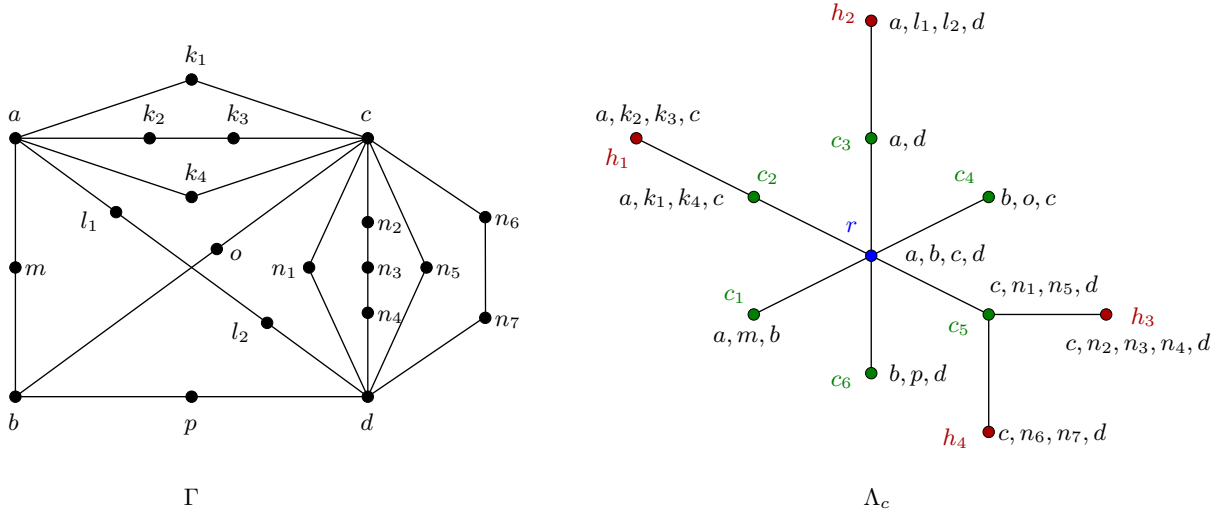 k₁
a
k₂
k₃
c
k₄
l₁
n₂
n₆
o
m
n₁
n₃
n₅
n₄
l₂
n₇
b
p
d
Γ
h₂
a, l₁, l₂, d
a, k₂, k₃, c
h₁
c₃
a, d
c₂
c₄
a, k₁, k₄, c
b, o, c
r
a, b, c, d
c₁
c, n₁, n₅, d
a, m, b
c₅
h₃
c, n₂, n₃, n₄, d
c₆
b, p, d
h₄
c, n₆, n₇, d
Λ_c